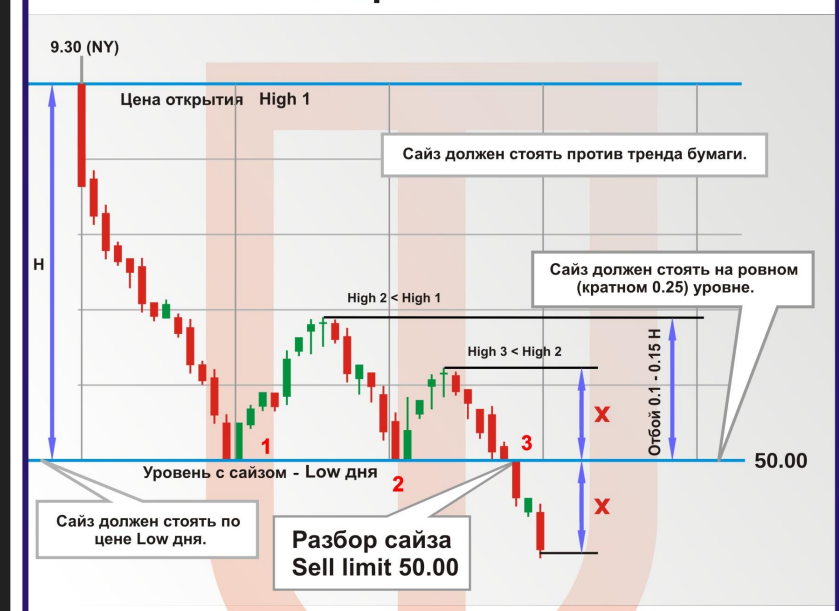 9.30 (NY)
Цена открытия High 1
Сайз должен стоять против тренда бумаги.
H
Сайз должен стоять на ровном
(кратном 0.25) уровне.
High 2 < High 1
High 3 < High 2
Отбой 0.1 - 0.15 H
X
1
3
50.00
Уровень с сайзом - Low дня
2
X
Сайз должен стоять по
цене Low дня.
Разбор сайза
Sell limit 50.00